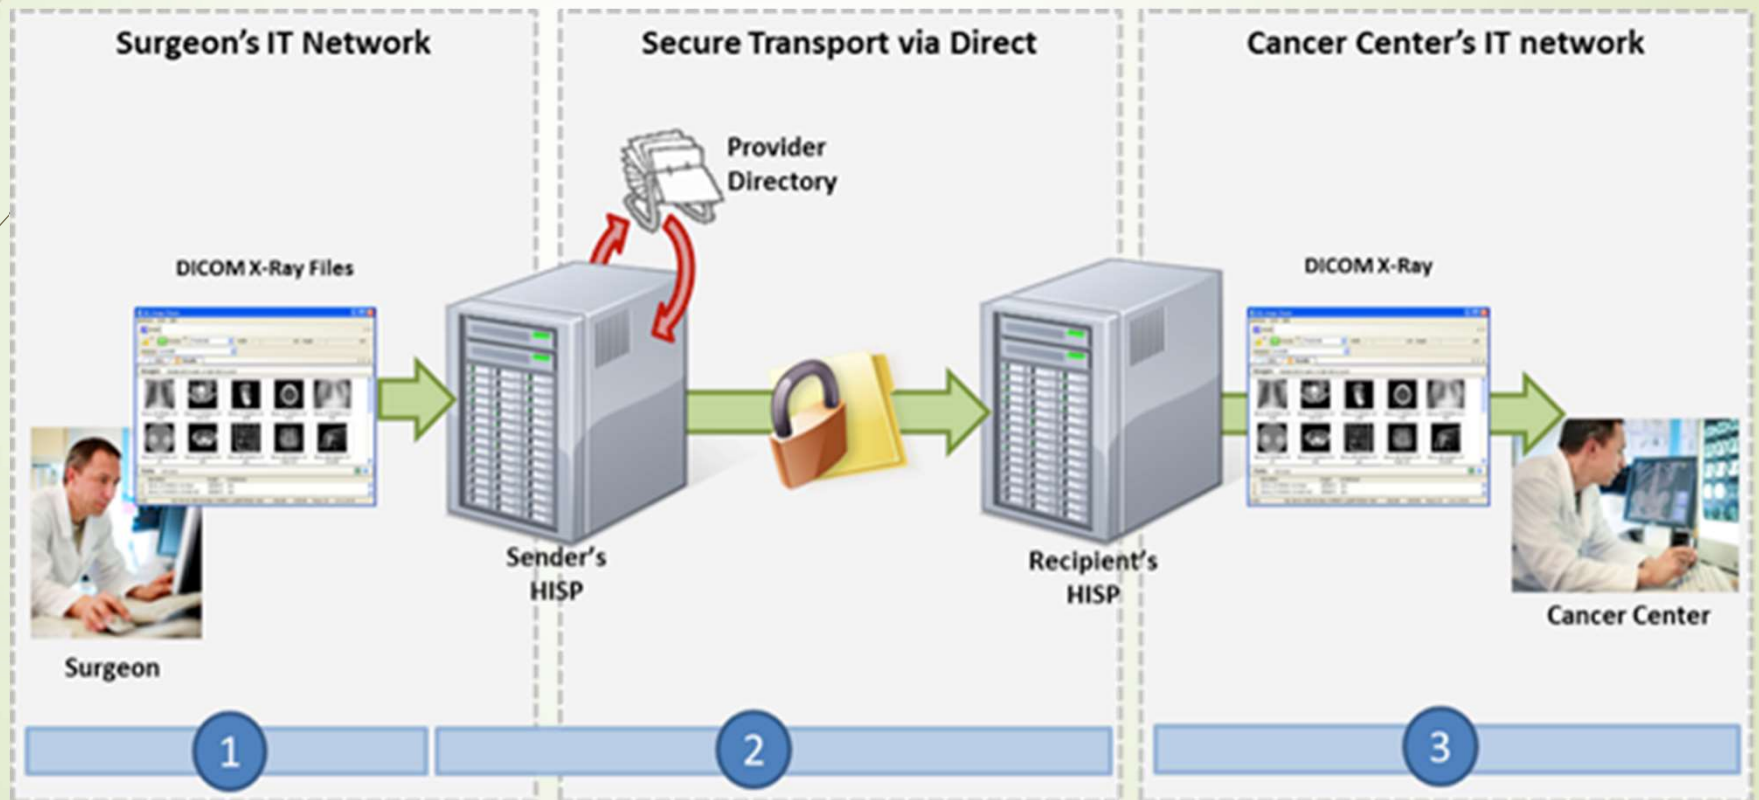 Surgeon's IT Network
Secure Transport via Direct
Cancer Center's IT network
Provider
Directory
DICOM X-Ray Files
DICOM X-Ray
Sender's
HISP
Recipient's
HISP
Cancer Center
Surgeon
1
2
3